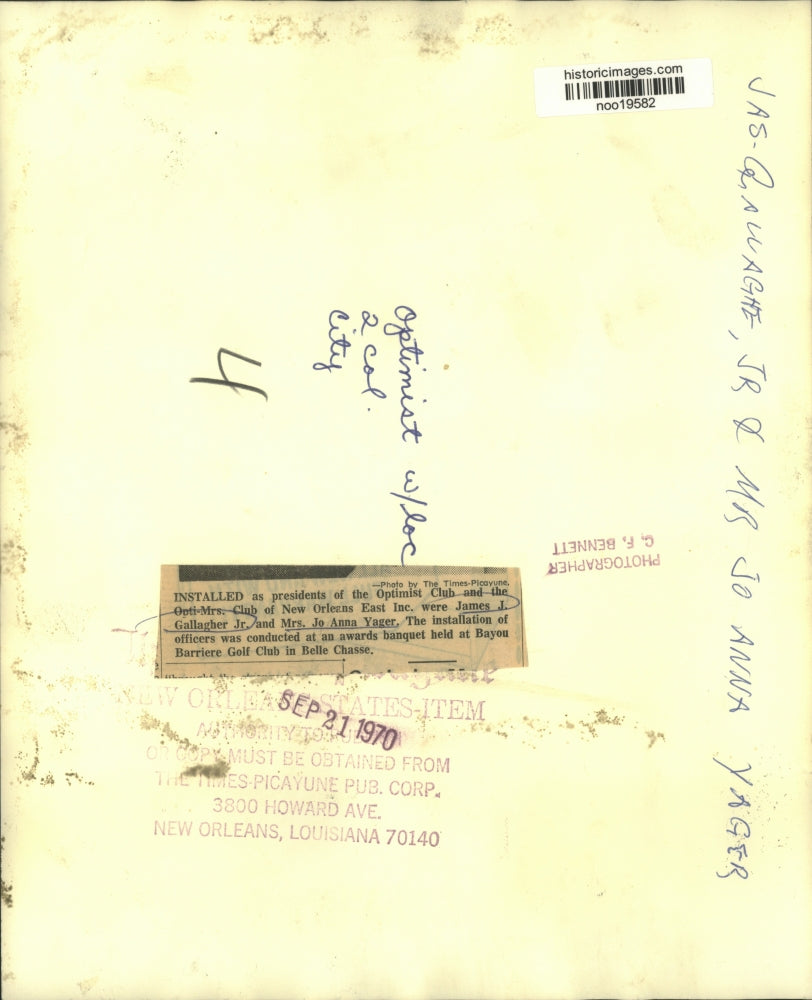 historicimages.com
noo19582
JAS. GALLAGHE, JR & MRS JO ANNA YAGER
Optimist w/loc
2 col.
City
4
PHOTOGRAPHER
G. F. BENNETT
—Photo by The Times-Picayune.
INSTALLED as presidents of the Optimist Club and the
Opti-Mrs. Club of New Orleans East Inc. were James J.
Gallagher Jr. and Mrs. Jo Anna Yager. The installation of
officers was conducted at an awards banquet held at Bayou
Barriere Golf Club in Belle Chasse.
NEW ORLEANS STATES-ITEM
SEP 21 1970
AUTHORITY TO
OR COPY MUST BE OBTAINED FROM
THE TIMES-PICAYUNE PUB. CORP.
3800 HOWARD AVE.
NEW ORLEANS, LOUISIANA 70140